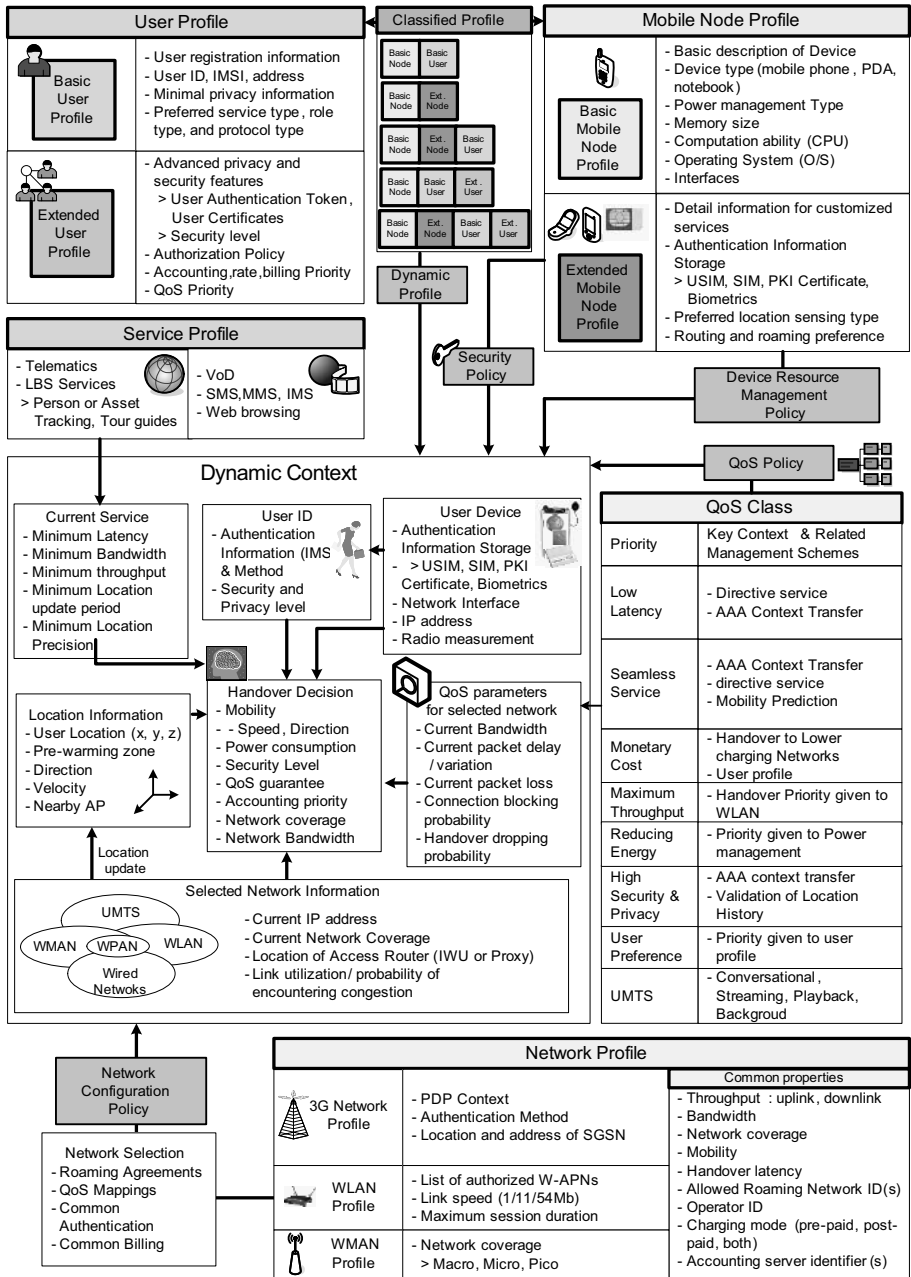 User Profile
Basic
User
Profile
- User registration information
- User ID, IMSI, address
- Minimal privacy information
- Preferred service type , role
type, and protocol type
Extended
User
Profile
- Advanced privacy and
security features
> User Authentication Token ,
User Certificates
> Security level
- Authorization Policy
- Accounting,rate,billing Priority
- QoS Priority
Classified Profile
Basic
Node
Basic
User
Basic
Node
Ext .
Node
Basic
Node
Ext .
Node
Basic
User
Basic
Node
Basic
User
Ext .
User
Basic
Node
Ext .
Node
Basic
User
Ext .
User
Dynamic
Profile
Mobile Node Profile
Basic
Mobile
Node
Profile
- Basic description of Device
- Device type (mobile phone , PDA,
notebook)
- Power management Type
- Memory size
- Computation ability (CPU)
- Operating System (O/S)
- Interfaces
Extended
Mobile
Node
Profile
- Detail information for customized
services
- Authentication Information
Storage
> USIM, SIM, PKI Certificate,
Biometrics
- Preferred location sensing type
- Routing and roaming preference
Service Profile
- Telematics
- LBS Services
> Person or Asset
Tracking, Tour guides
- VoD
- SMS,MMS, IMS
- Web browsing
Security
Policy
Device Resource
Management
Policy
QoS Policy
Dynamic Context
Current Service
- Minimum Latency
- Minimum Bandwidth
- Minimum throughput
- Minimum Location
update period
- Minimum Location
Precision
User ID
- Authentication
Information (IMS
& Method
- Security and
Privacy level
User Device
- Authentication
Information Storage
- > USIM, SIM, PKI
Certificate, Biometrics
- Network Interface
- IP address
- Radio measurement
Location Information
- User Location (x, y, z)
- Pre-warming zone
- Direction
- Velocity
- Nearby AP
Handover Decision
- Mobility
- - Speed, Direction
- Power consumption
- Security Level
- QoS guarantee
- Accounting priority
- Network coverage
- Network Bandwidth
QoS parameters
for selected network
- Current Bandwidth
- Current packet delay
/ variation
- Current packet loss
- Connection blocking
probability
- Handover dropping
probability
Location
update
Selected Network Information
UMTS
WMAN
WPAN
WLAN
Wired
Netwoks
- Current IP address
- Current Network Coverage
- Location of Access Router (IWU or Proxy)
- Link utilization/ probability of
encountering congestion
QoS Class
Priority
Key Context & Related
Management Schemes
Low
Latency
- Directive service
- AAA Context Transfer
Seamless
Service
- AAA Context Transfer
- directive service
- Mobility Prediction
Monetary
Cost
- Handover to Lower
charging Networks
- User profile
Maximum
Throughput
- Handover Priority given to
WLAN
Reducing
Energy
- Priority given to Power
management
High
Security &
Privacy
- AAA context transfer
- Validation of Location
History
User
Preference
- Priority given to user
profile
UMTS
- Conversational ,
Streaming, Playback,
Backgroud
Network
Configuration
Policy
Network Selection
- Roaming Agreements
- QoS Mappings
- Common
Authentication
- Common Billing
Network Profile
3G Network
Profile
- PDP Context
- Authentication Method
- Location and address of SGSN
WLAN
Profile
- List of authorized W-APNs
- Link speed (1/11/54Mb)
- Maximum session duration
WMAN
Profile
- Network coverage
> Macro, Micro, Pico
Common properties
- Throughput : uplink, downlink
- Bandwidth
- Network coverage
- Mobility
- Handover latency
- Allowed Roaming Network ID(s)
- Operator ID
- Charging mode (pre-paid, post-
paid, both)
- Accounting server identifier (s)